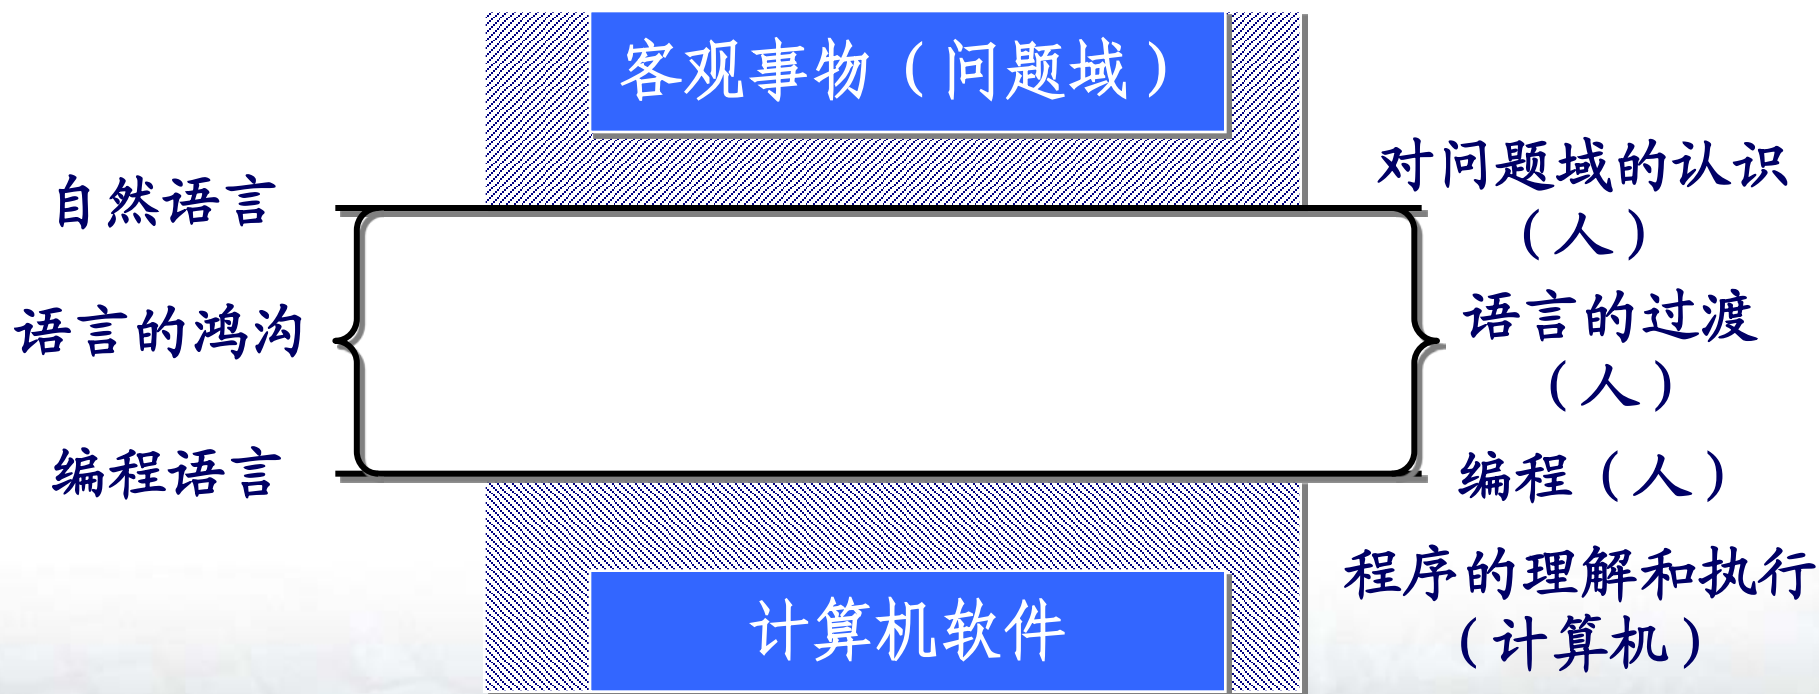 客观事物（问题域）
自然语言
对问题域的认识
（人）
语言的鸿沟
语言的过渡
（人）
编程语言
编程（人）
程序的理解和执行
（计算机）
计算机软件